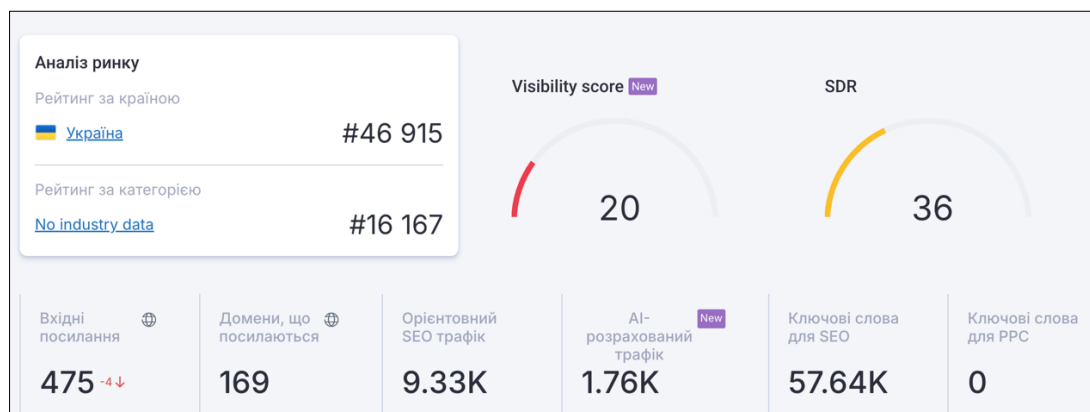 Аналіз ринку
Рейтинг за країною
Україна #46 915
Рейтинг за категорією
No industry data #16 167
Visibility score New
20
SDR
36
Вхідні
посилання
475 -4↓
Домени, що
посилаються
169
Орієнтовний
SEO трафік
9.33K
AI-
розрахований
трафік
New
1.76K
Ключові слова
для SEO
57.64K
Ключові слова
для PPC
0